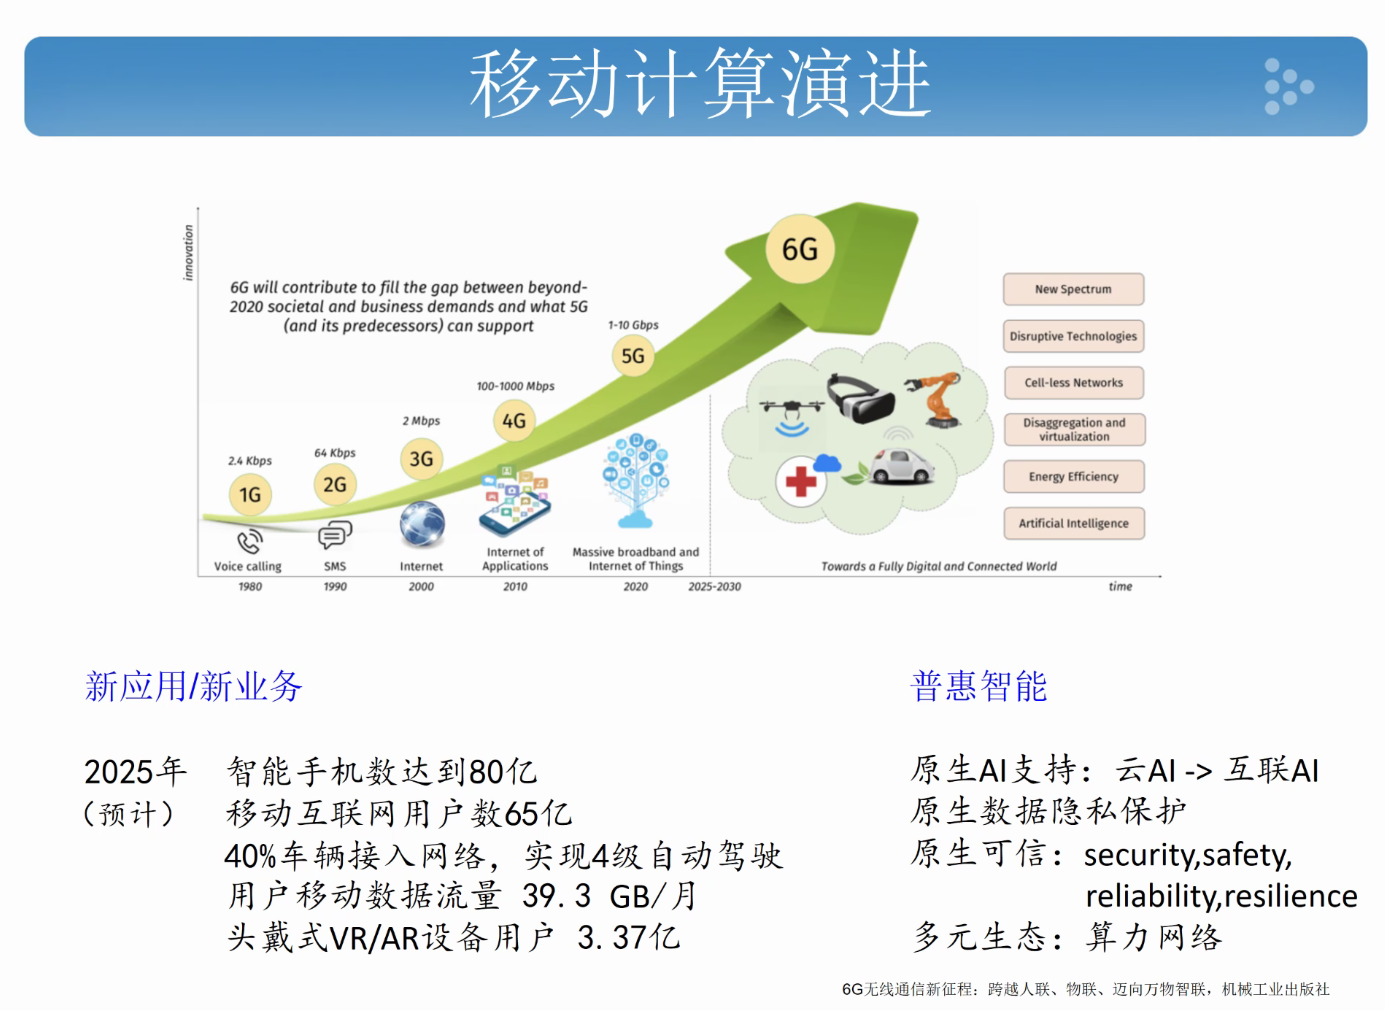 移动计算演进
innovation
6G will contribute to fill the gap between beyond-
2020 societal and business demands and what 5G
(and its predecessors) can support
6G
1-10 Gbps
5G
100-1000 Mbps
4G
2 Mbps
3G
64 Kbps
2G
2.4 Kbps
1G
New Spectrum
Disruptive Technologies
Cell-less Networks
Disaggregation and
virtualization
Energy Efficiency
Artificial Intelligence
Voice calling
SMS
Internet
Internet of
Applications
Massive broadband and
Internet of Things
Towards a Fully Digital and Connected World
1980
1990
2000
2010
2020
2025-2030
time
新应用/新业务
2025年 智能手机数达到80亿
（预计） 移动互联网用户数65亿
40%车辆接入网络，实现4级自动驾驶
用户移动数据流量 39.3 GB/月
头戴式VR/AR设备用户 3.37亿
普惠智能
原生AI支持：云AI -> 互联AI
原生数据隐私保护
原生可信：security,safety,
reliability,resilience
多元生态：算力网络
6G无线通信新征程：跨越人联、物联、迈向万物智联，机械工业出版社